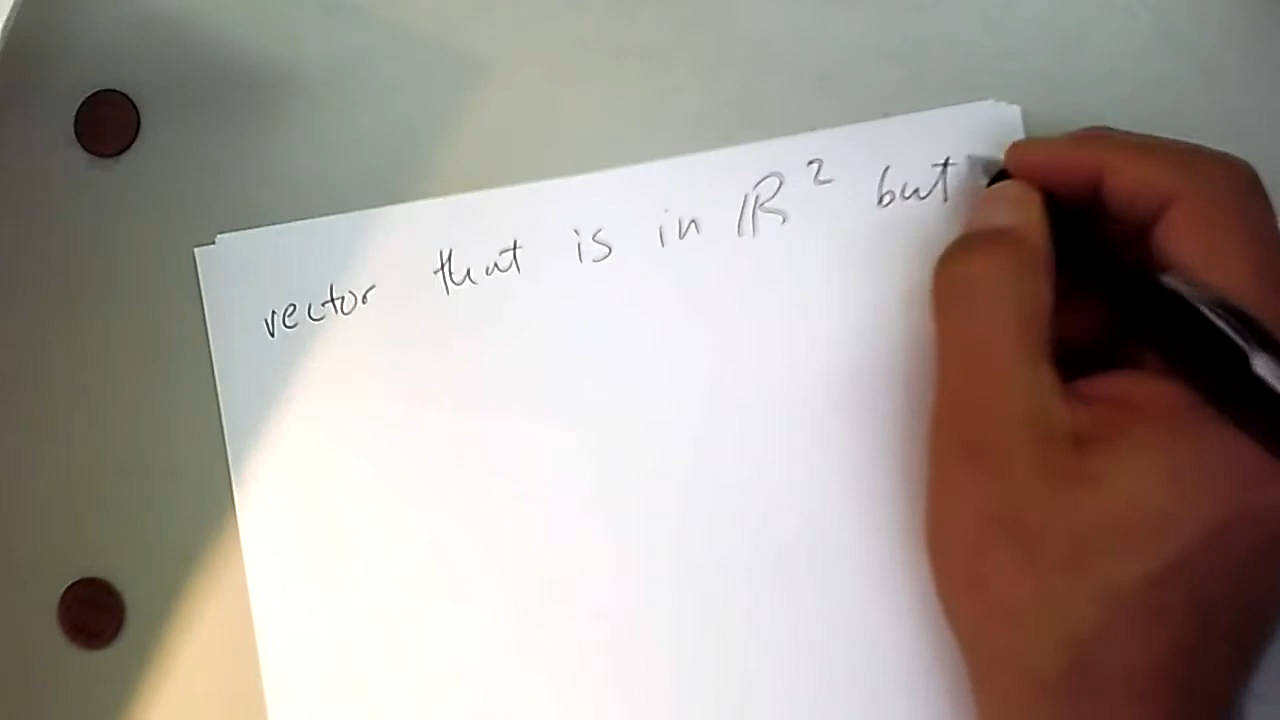 vector that is in ℝ² but